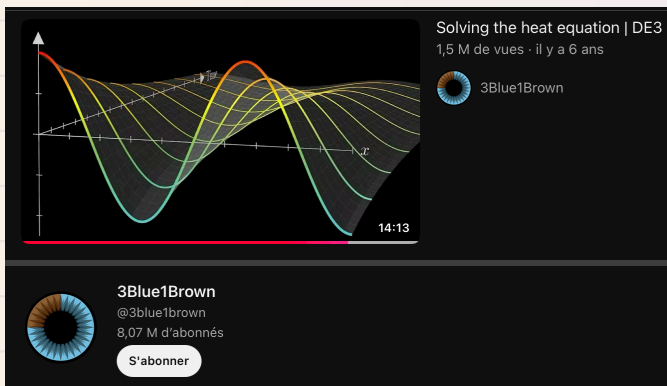 Solving the heat equation | DE3
1,5 M de vues · il y a 6 ans
3Blue1Brown
x
14:13
3Blue1Brown
@3blue1brown
8,07 M d'abonnés
S'abonner